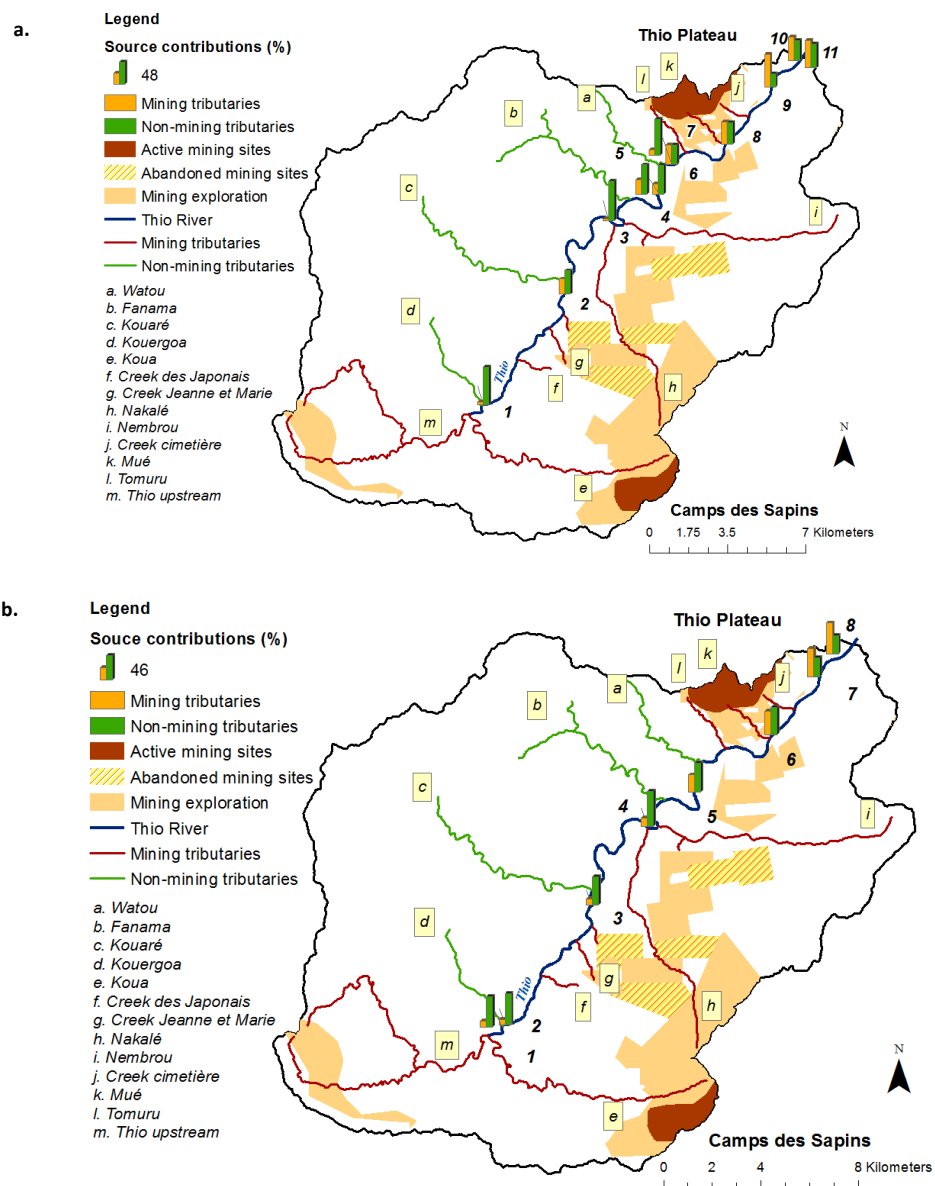 a.
Legend
Source contributions (%)
48
Mining tributaries
Non-mining tributaries
Active mining sites
Abandoned mining sites
Mining exploration
Thio River
Mining tributaries
Non-mining tributaries
a. Watou
b. Fanama
c. Kouaré
d. Kouergoa
e. Koua
f. Creek des Japonais
g. Creek Jeanne et Marie
h. Nakalé
i. Nembrou
j. Creek cimetière
k. Mué
l. Tomuru
m. Thio upstream
Thio Plateau
10
11
k
l
j
a
9
b
7
8
5
6
c
4
i
3
2
d
g
Thio
f
h
1
m
e
N
Camps des Sapins
0 1.75 3.5 7 Kilometers
b.
Legend
Souce contributions (%)
46
Mining tributaries
Non-mining tributaries
Active mining sites
Abandoned mining sites
Mining exploration
Thio River
Mining tributaries
Non-mining tributaries
a. Watou
b. Fanama
c. Kouaré
d. Kouergoa
e. Koua
f. Creek des Japonais
g. Creek Jeanne et Marie
h. Nakalé
i. Nembrou
j. Creek cimetière
k. Mué
l. Tomuru
m. Thio upstream
Thio Plateau
8
k
l
j
a
7
b
6
c
4
5
i
3
d
g
Thio
f
h
2
m
1
e
N
Camps des Sapins
0 2 4 8 Kilometers